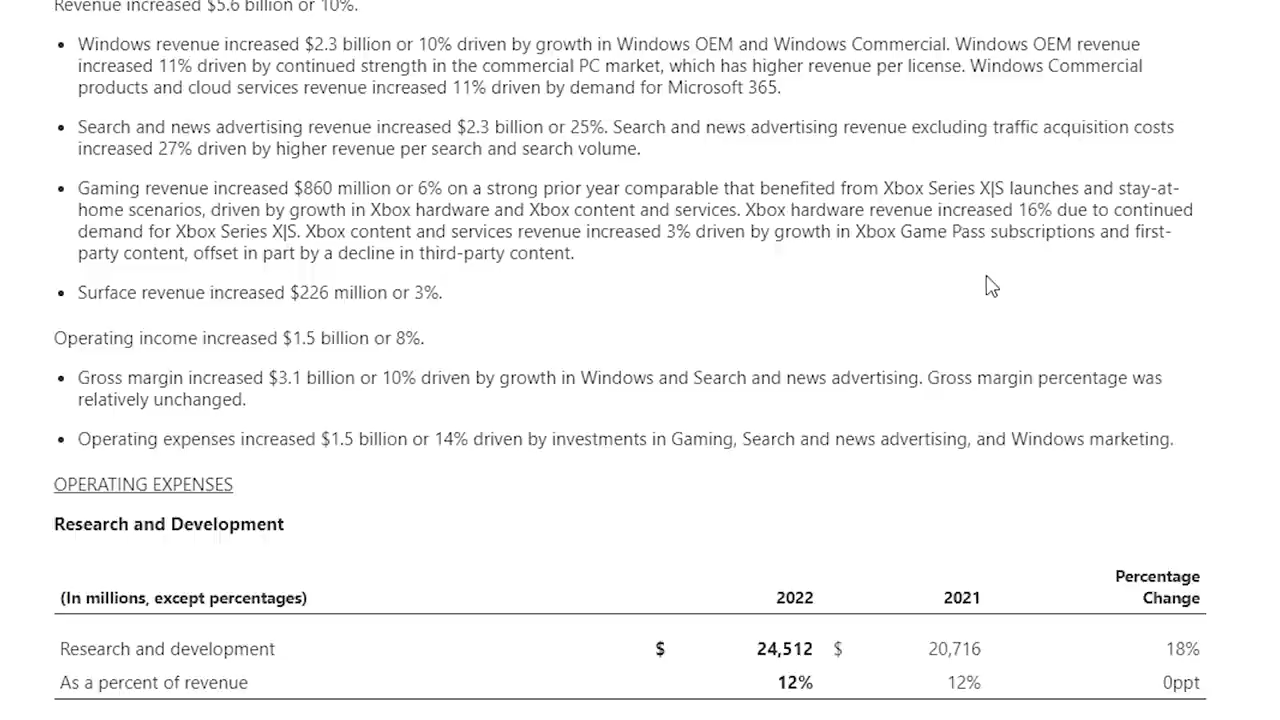 Revenue increased $5.6 billion or 10%.
• Windows revenue increased $2.3 billion or 10% driven by growth in Windows OEM and Windows Commercial. Windows OEM revenue
increased 11% driven by continued strength in the commercial PC market, which has higher revenue per license. Windows Commercial
products and cloud services revenue increased 11% driven by demand for Microsoft 365.
• Search and news advertising revenue increased $2.3 billion or 25%. Search and news advertising revenue excluding traffic acquisition costs
increased 27% driven by higher revenue per search and search volume.
• Gaming revenue increased $860 million or 6% on a strong prior year comparable that benefited from Xbox Series X|S launches and stay-at-
home scenarios, driven by growth in Xbox hardware and Xbox content and services. Xbox hardware revenue increased 16% due to continued
demand for Xbox Series X|S. Xbox content and services revenue increased 3% driven by growth in Xbox Game Pass subscriptions and first-
party content, offset in part by a decline in third-party content.
• Surface revenue increased $226 million or 3%.
Operating income increased $1.5 billion or 8%.
• Gross margin increased $3.1 billion or 10% driven by growth in Windows and Search and news advertising. Gross margin percentage was
relatively unchanged.
• Operating expenses increased $1.5 billion or 14% driven by investments in Gaming, Search and news advertising, and Windows marketing.
OPERATING EXPENSES
Research and Development
Percentage
(In millions, except percentages) 2022 2021 Change
Research and development $ 24,512 $ 20,716 18%
As a percent of revenue 12% 12% 0ppt